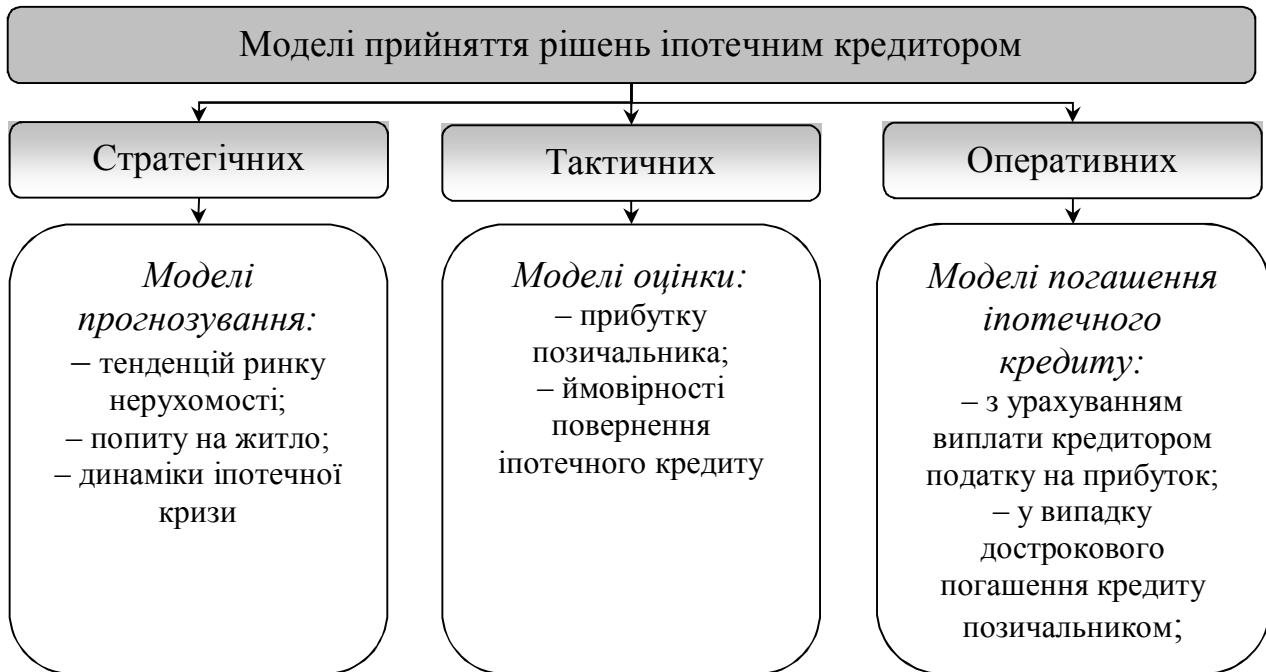 Моделі прийняття рішень іпотечним кредитором
Стратегічних
Тактичних
Оперативних
Моделі
прогнозування:
– тенденцій ринку
нерухомості;
– попиту на житло;
– динаміки іпотечної
кризи
Моделі оцінки:
– прибутку
позичальника;
– ймовірності
повернення
іпотечного кредиту
Моделі погашення
іпотечного
кредиту:
– з урахуванням
виплати кредитором
податку на прибуток;
– у випадку
дострокового
погашення кредиту
позичальником;